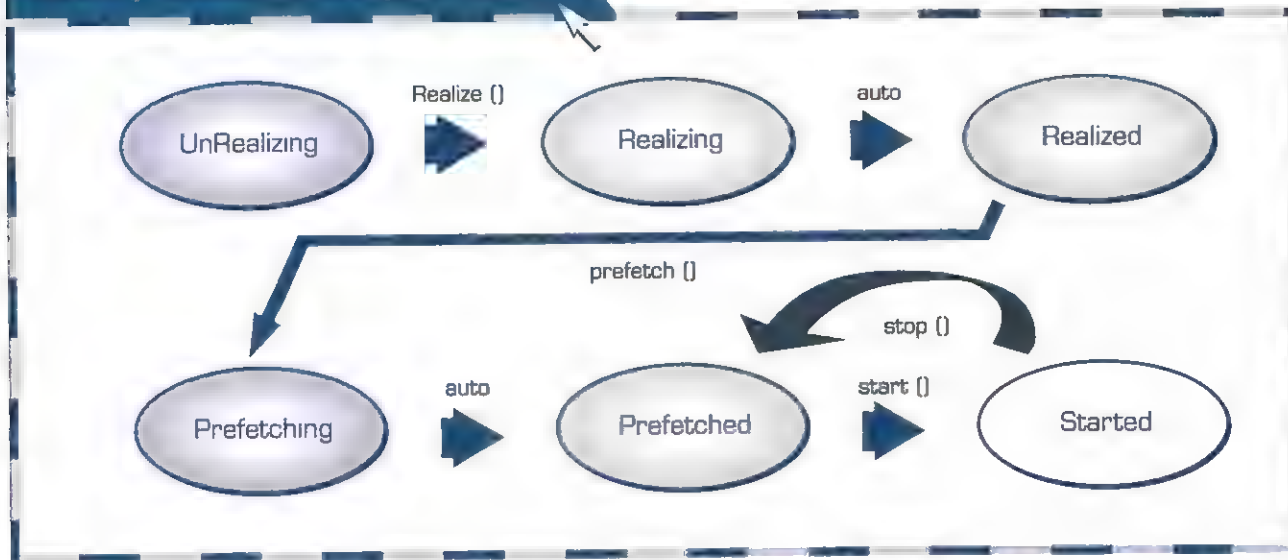 Realize ()
auto
UnRealizing
Realizing
Realized
prefetch ()
stop ()
auto
start ()
Prefetching
Prefetched
Started